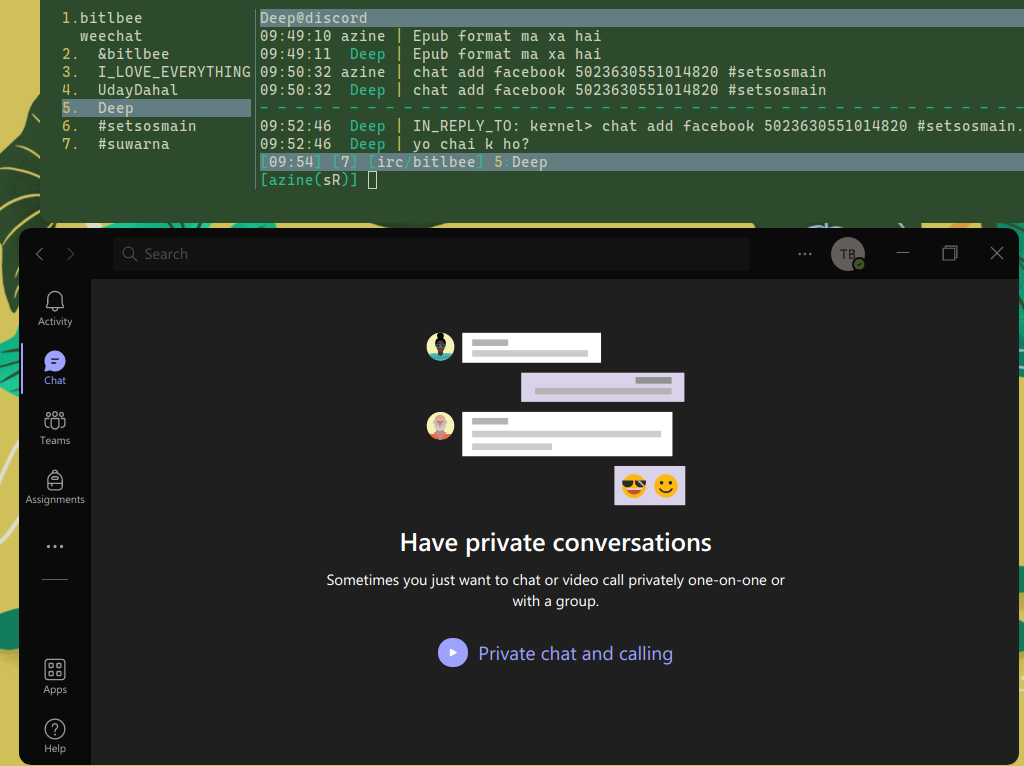 1.bitlbee
weechat
2. &bitlbee
3. I_LOVE_EVERYTHING
4. UdayDahal
5. Deep
6. #setsosmain
7. #suwarna
Deep@discord
09:49:10 azine | Epub format ma xa hai
09:49:11 Deep | Epub format ma xa hai
09:50:32 azine | chat add facebook 5023630551014820 #setsosmain
09:50:32 Deep | chat add facebook 5023630551014820 #setsosmain
09:52:46 Deep | IN_REPLY_TO: kernel> chat add facebook 5023630551014820 #setsosmain.
09:52:46 Deep | yo chai k ho?
[09:54] [7] [irc/bitlbee] 5:Deep
[azine(sR)]
Search
TB
Activity
Chat
Teams
Assignments
Apps
Help
Have private conversations
Sometimes you just want to chat or video call privately one-on-one or
with a group.
Private chat and calling